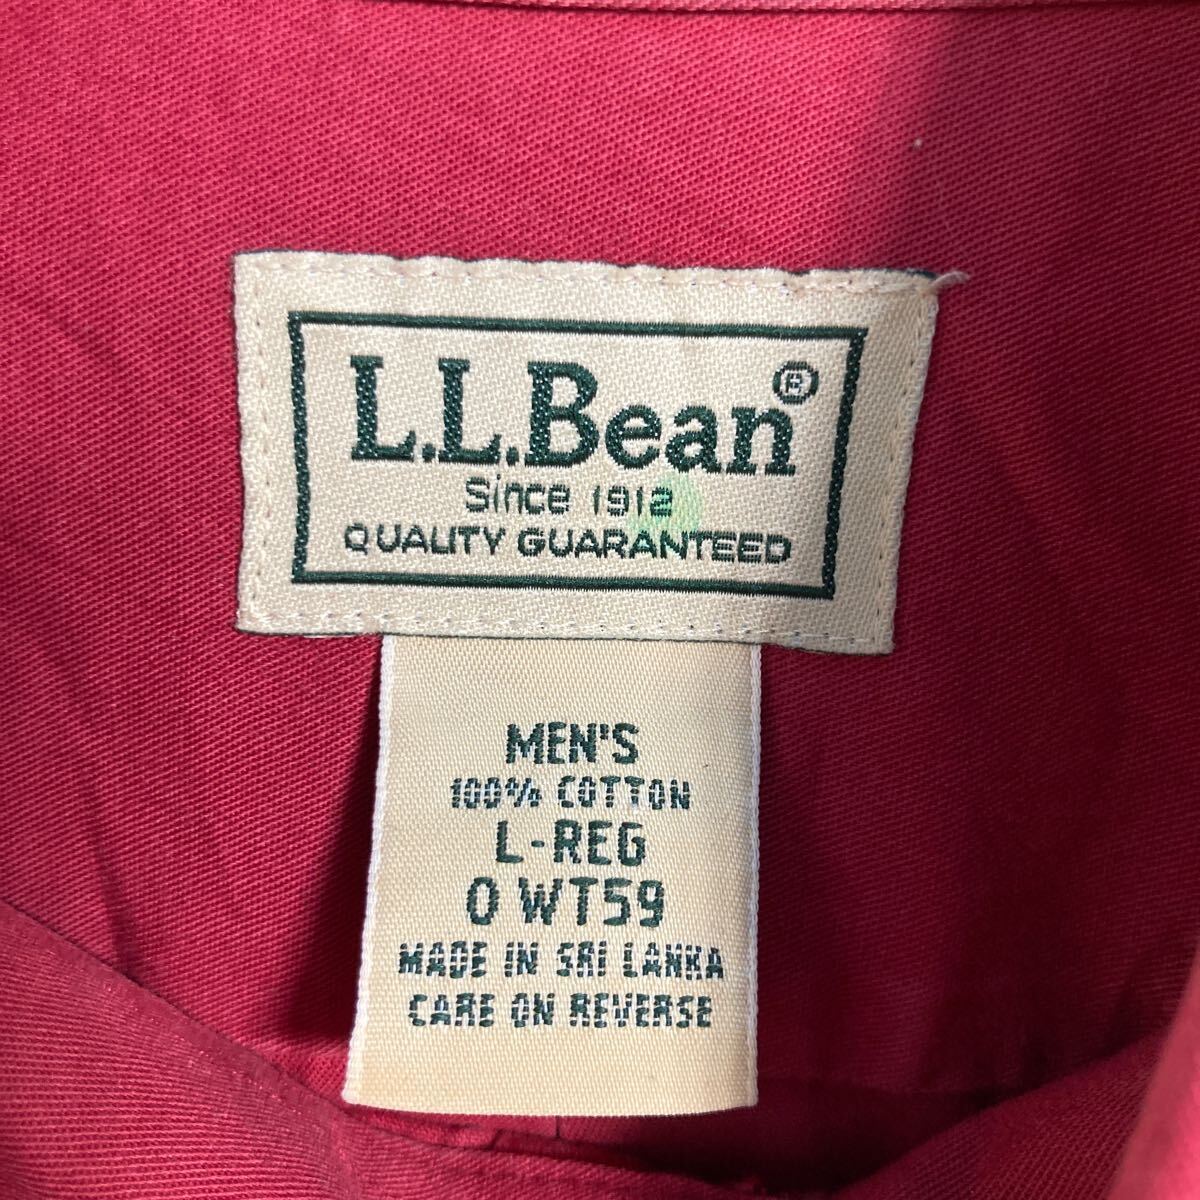 L.L.Bean®
Since 1912
QUALITY GUARANTEED
MEN'S
100% COTTON
L-REG
0 WT59
MADE IN SRI LANKA
CARE ON REVERSE